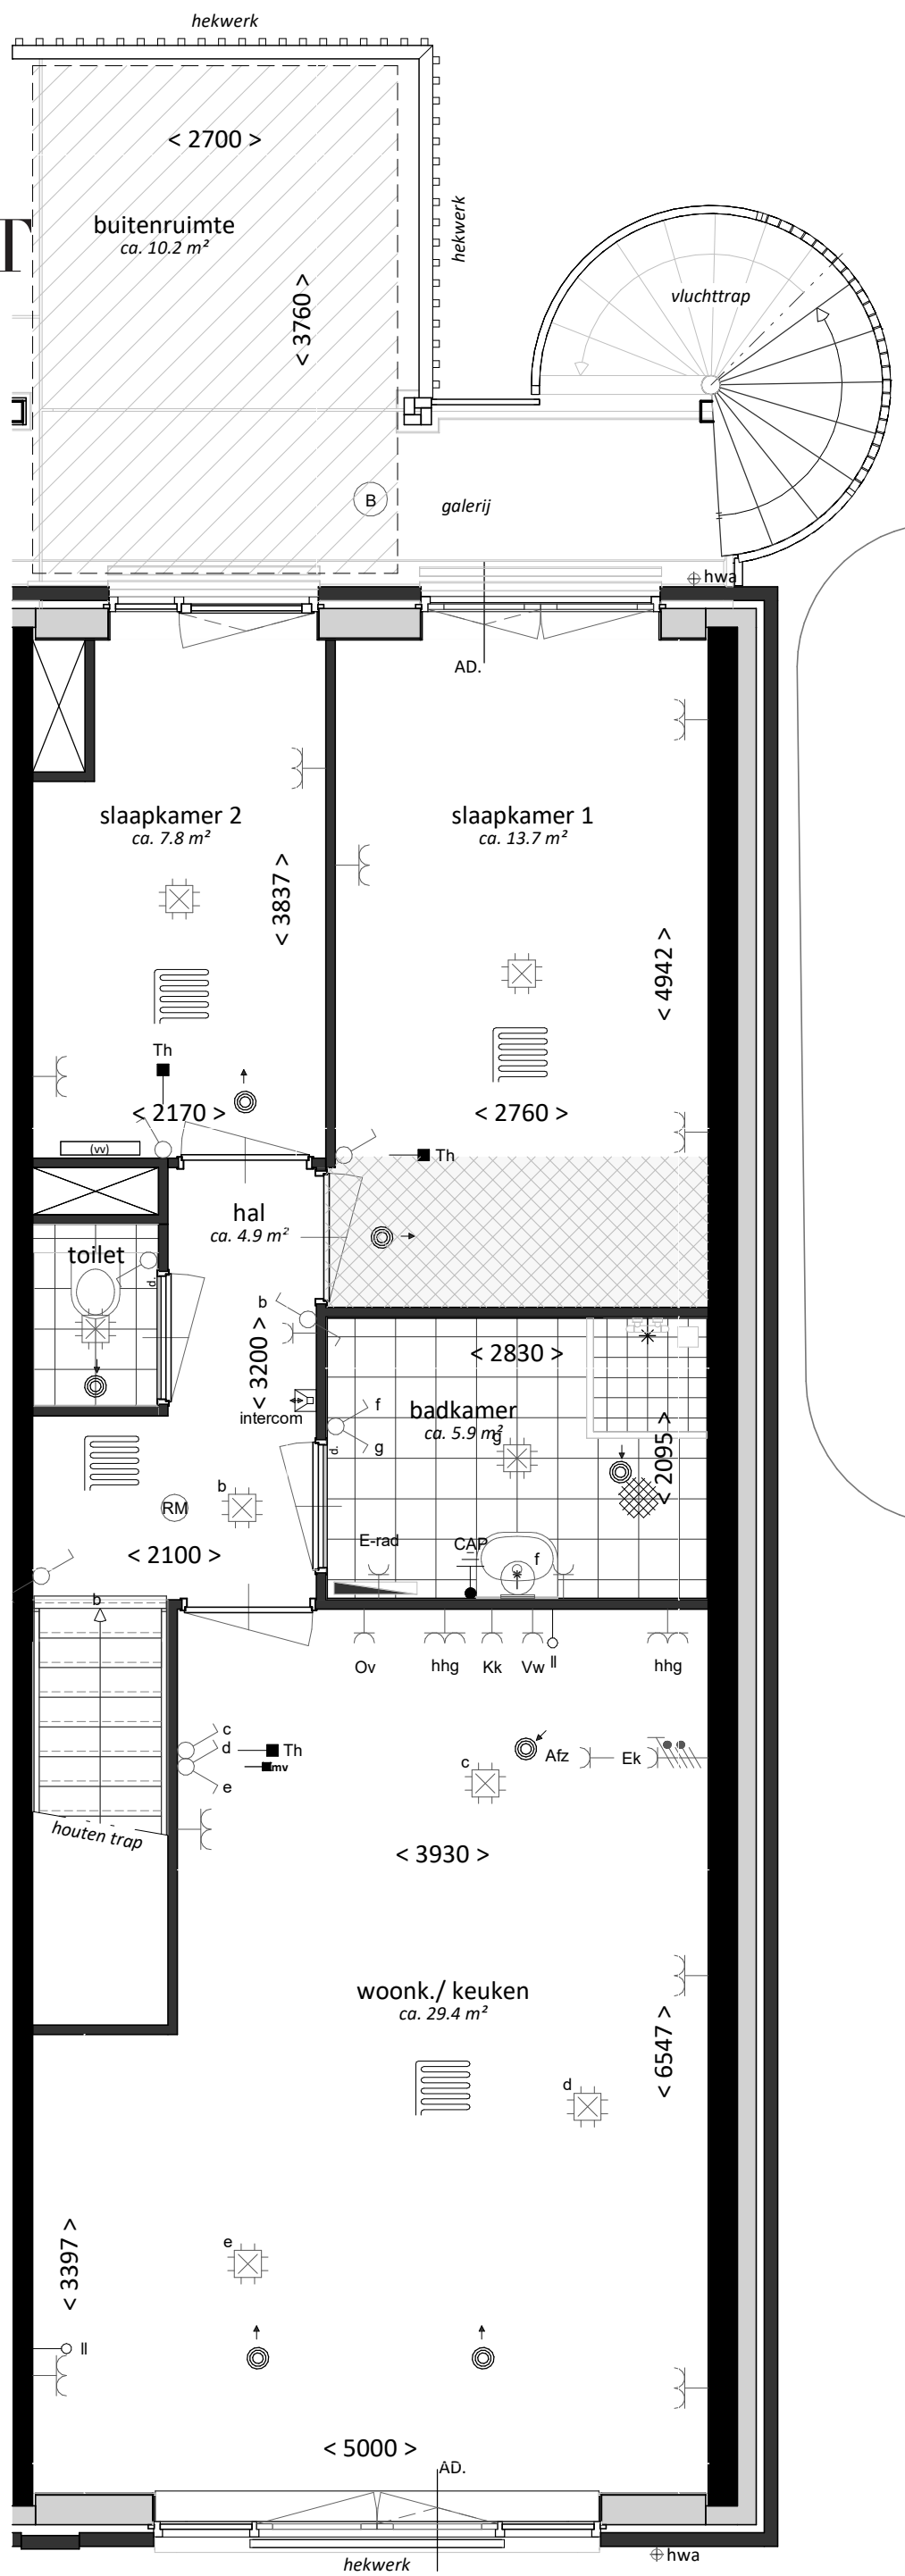 hekwerk
< 2700 >
buitenruimte
ca. 10.2 m²
hekwerk
T
< 3760 >
vluchttrap
B
galerij
hwa
AD.
slaapkamer 2
ca. 7.8 m²
slaapkamer 1
ca. 13.7 m²
< 3837 >
< 4942 >
Th
< 2170 >
< 2760 >
(vv)
Th
hal
ca. 4.9 m²
toilet
d.
b
< 3200 >
< 2830 >
intercom
f
badkamer
ca. 5.9 m²
g
g
d.
< 2095 >
b
RM
< 2100 >
E-rad
CAP
f
b
Ov
hhg
Kk
Vw
ll
hhg
c
d
Th
mv
e
c
Afz
Ek
houten trap
< 3930 >
woonk./ keuken
ca. 29.4 m²
< 6547 >
d
e
< 3397 >
ll
< 5000 >
AD.
hekwerk
hwa